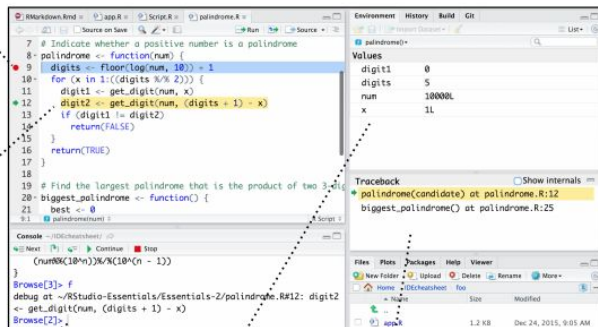 RMarkdown.Rmd
app.R
Script.R
palindrome.R
Source on Save
Run
Source
7 # Indicate whether a positive number is a palindrome
8 palindrome <- function(num) {
9 digits <- floor(log(num, 10)) + 1
10 for (x in 1:((digits %/% 2))) {
11 digit1 <- get_digit(num, x)
12 digit2 <- get_digit(num, (digits + 1) - x)
13 if (digit1 != digit2)
14 return(FALSE)
15 }
16 return(TRUE)
17 }
18
19 # Find the largest palindrome that is the product of two 3-dig
20 biggest_palindrome <- function() {
21 best <- 0
9:1 palindrome(num) R Script
Console ~/IDEcheatsheet/
Next Continue Stop
(num%%(10^n))%/%(10^(n - 1))
}
Browse[3]> f
debug at ~/RStudio-Essentials/Essentials-2/palindrome.R#12: digit2
<- get_digit(num, (digits + 1) - x)
Browse[2]>
Environment History Build Git
Import Dataset List
palindrome()
Values
digit1 0
digits 5
num 10000L
x 1L
Traceback Show internals
palindrome(candidate) at palindrome.R:12
biggest_palindrome() at palindrome.R:25
Files Plots Packages Help Viewer
New Folder Upload Delete Rename More
Home IDEcheatsheet foo
Name Size Modified
..
app.R 1.2 KB Dec 24, 2015, 9:05 AM